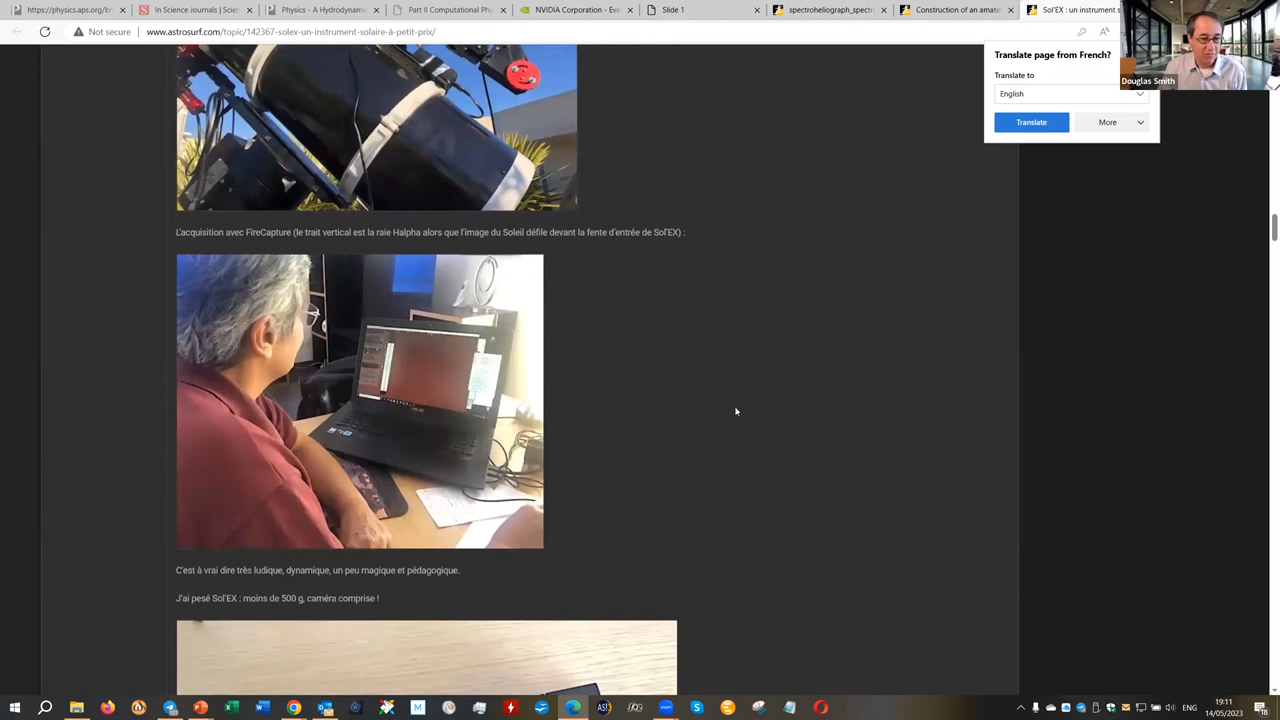 https://physics.aps.org/br
In Science Journals | Scien
Physics - A Hydrodynami
Part II Computational Phy
NVIDIA Corporation - Eve
Slide 1
spectroheliograph_spectr
Construction of an amate
Sol'EX : un instrument s
Not secure
www.astrosurf.com/topic/142367-solex-un-instrument-solaire-à-petit-prix/
Translate page from French?
Translate to
English
Translate
More
Douglas Smith
L'acquisition avec FireCapture (le trait vertical est la raie Halpha alors que l'image du Soleil défile devant la fente d'entrée de Sol'EX) :
C'est à vrai dire très ludique, dynamique, un peu magique et pédagogique.
J'ai pesé Sol'EX : moins de 500 g, caméra comprise !
ENG
19:11
14/05/2023
18